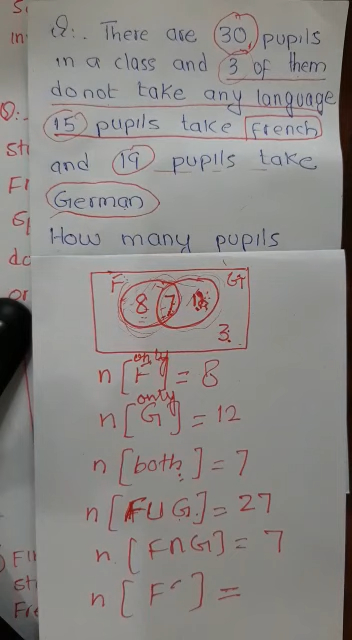 Q:. There are 30 pupils
in a class and 3 of them
do not take any language
15 pupils take French
and 19 pupils take
German
How many pupils
F G
8 7 12
3
n [F only] = 8
n [G only] = 12
n [both] = 7
n [F∪G] = 27
n [F∩G] = 7
n [F′] =